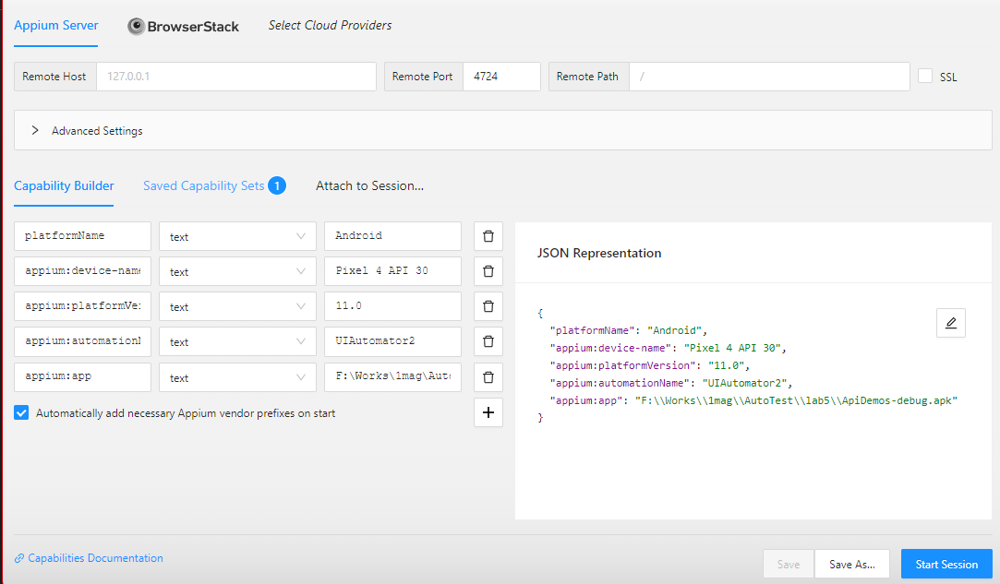 Appium Server BrowserStack Select Cloud Providers
Remote Host 127.0.0.1 Remote Port 4724 Remote Path / SSL
Advanced Settings
Capability Builder Saved Capability Sets 1 Attach to Session...
platformName text Android
appium:device-name text Pixel 4 API 30
appium:platformVer text 11.0
appium:automationN text UIAutomator2
appium:app text F:\Works\1mag\Auto
Automatically add necessary Appium vendor prefixes on start
JSON Representation
{
"platformName": "Android",
"appium:device-name": "Pixel 4 API 30",
"appium:platformVersion": "11.0",
"appium:automationName": "UIAutomator2",
"appium:app": "F:\\Works\\1mag\\AutoTest\\lab5\\ApiDemos-debug.apk"
}
Capabilities Documentation
Save Save As... Start Session